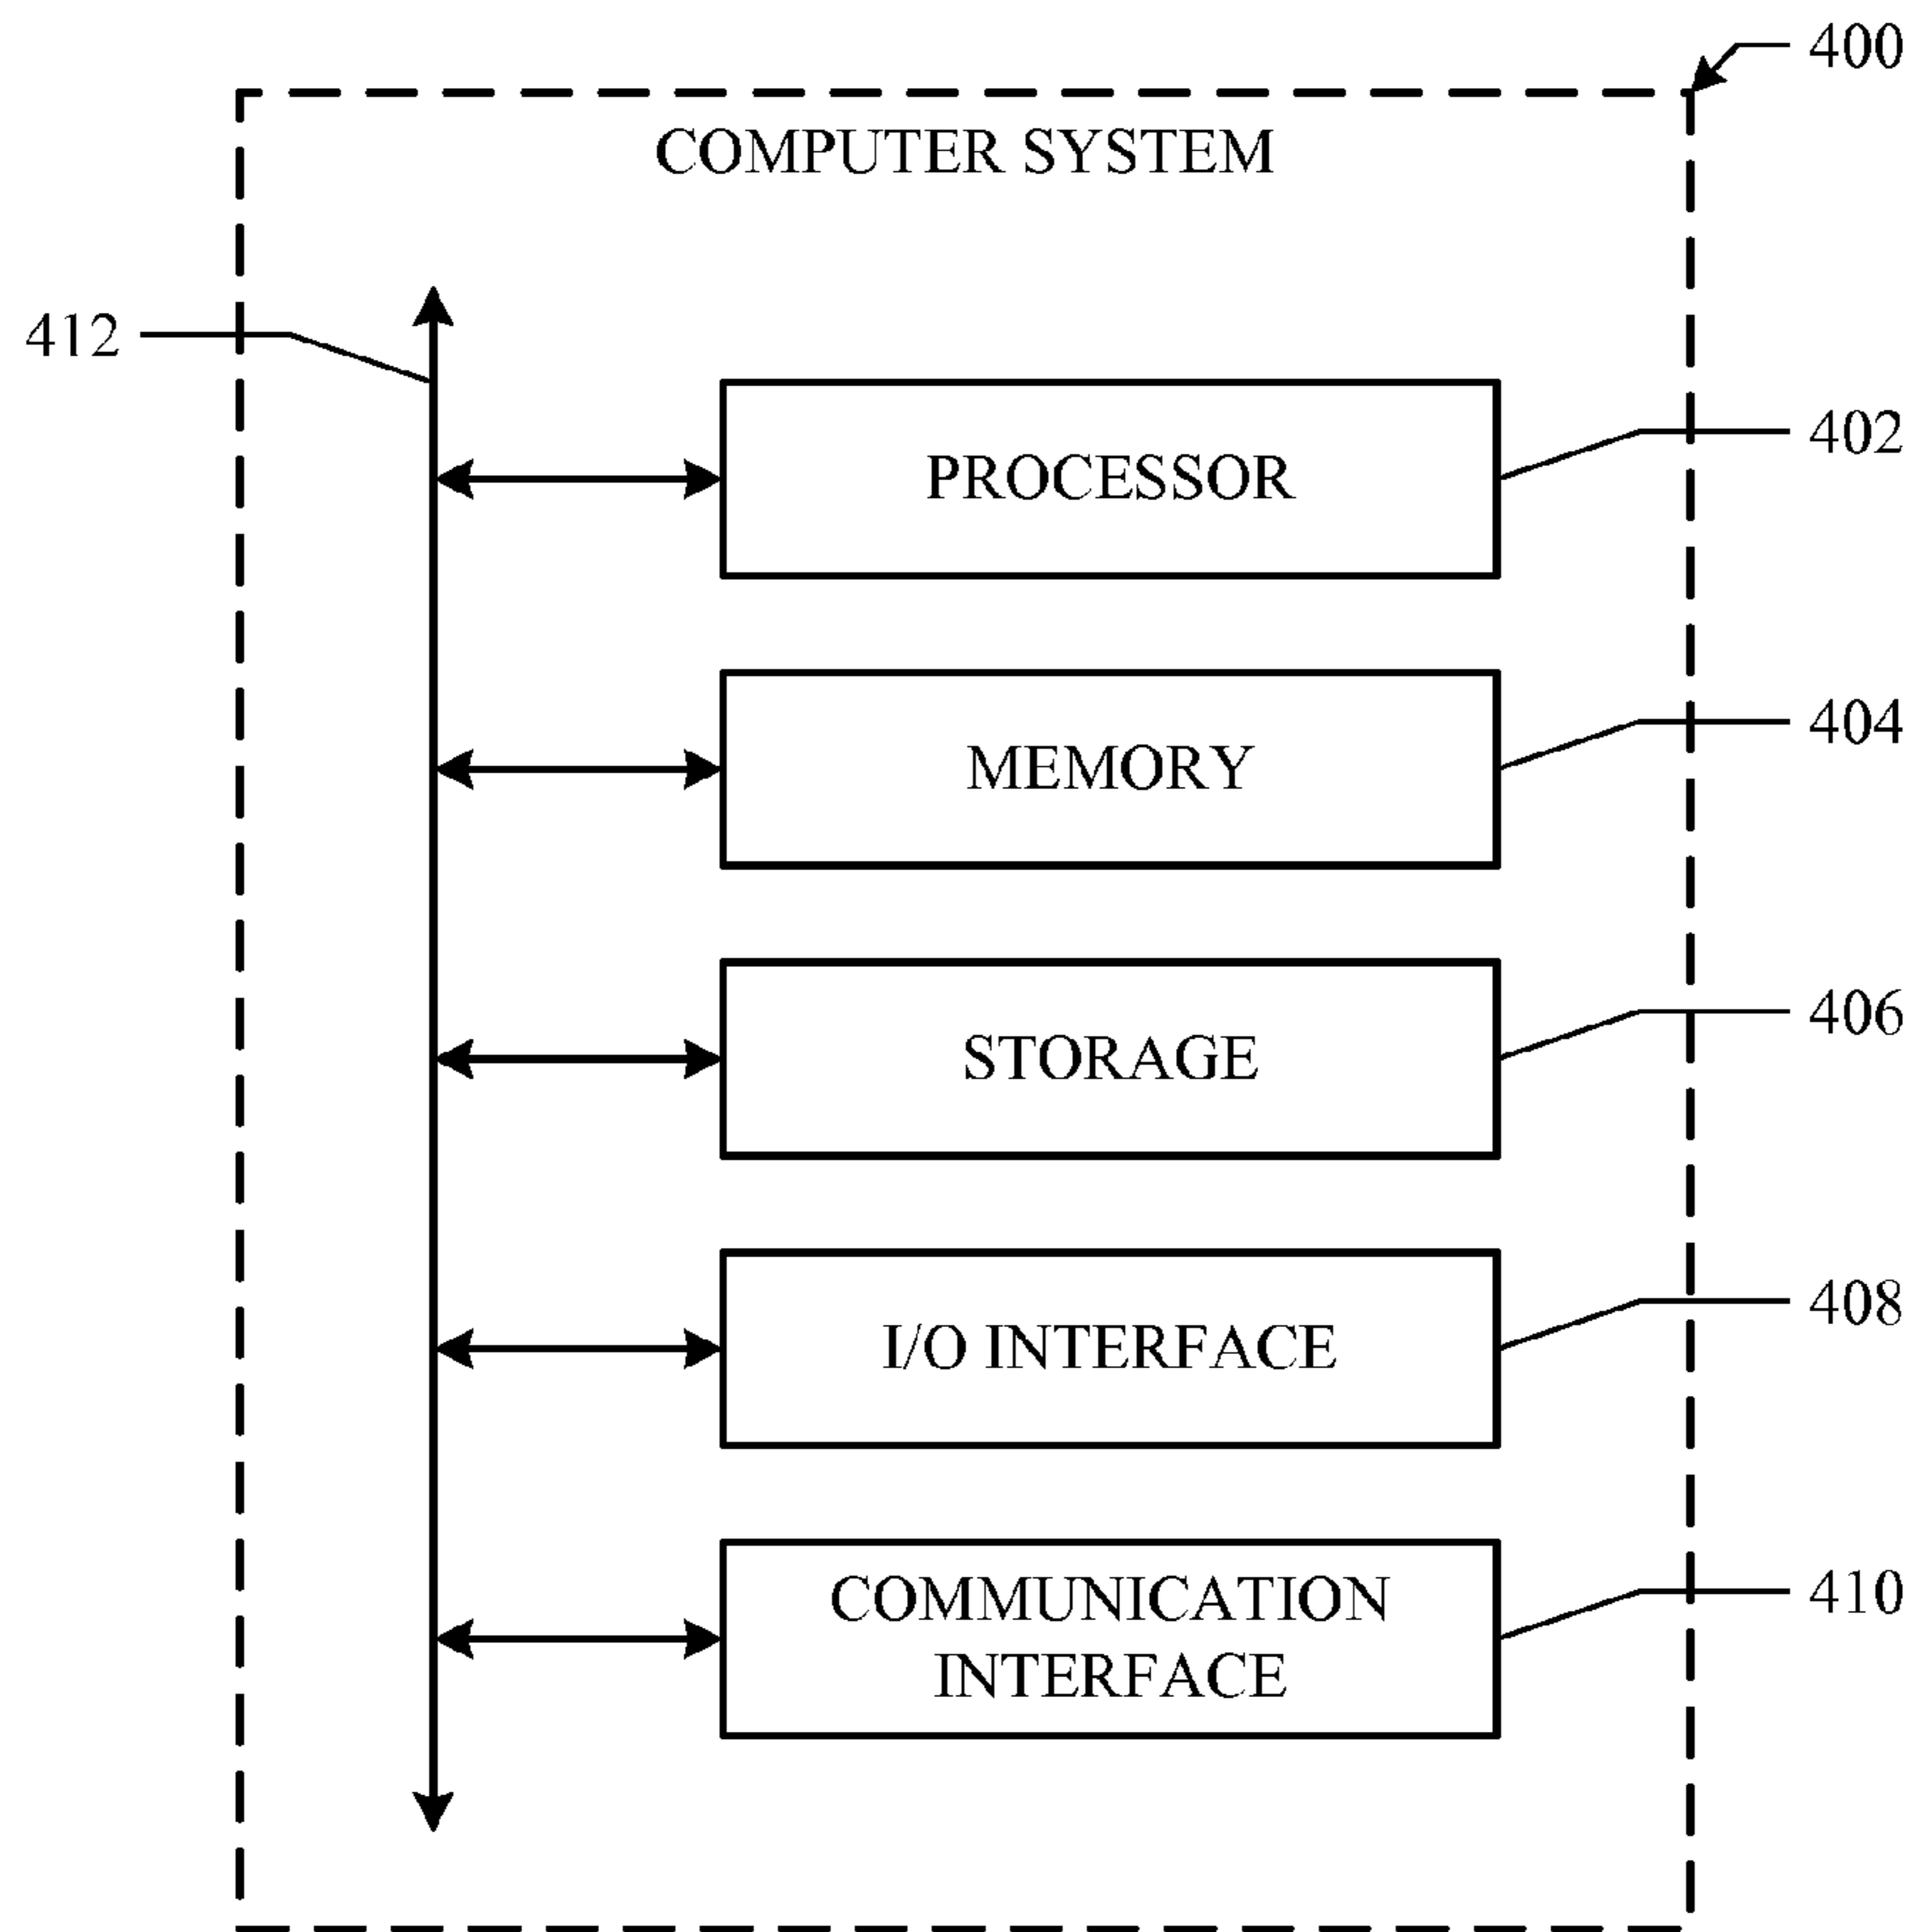 400
COMPUTER SYSTEM
412
402
PROCESSOR
404
MEMORY
406
STORAGE
408
I/O INTERFACE
410
COMMUNICATION
INTERFACE